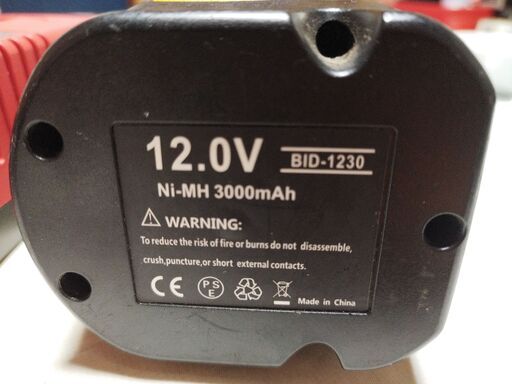 12.0V BID-1230
Ni-MH 3000mAh
WARNING:
To reduce the risk of fire or burns do not disassemble,
crush,puncture,or short external contacts.
CE PS E Made in China